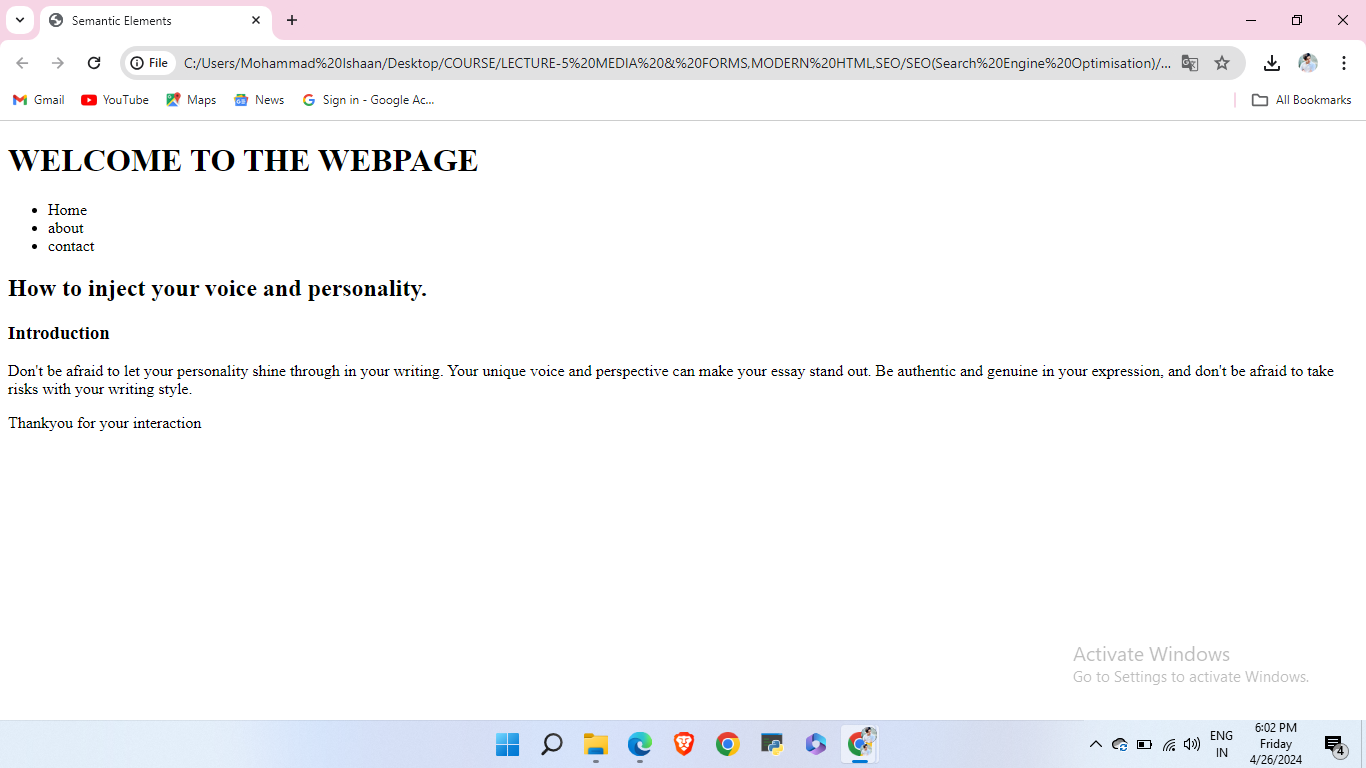 Semantic Elements
File
C:/Users/Mohammad%20Ishaan/Desktop/COURSE/LECTURE-5%20MEDIA%20&%20FORMS,MODERN%20HTML,SEO/SEO(Search%20Engine%20Optimisation)/...
Gmail
YouTube
Maps
News
Sign in - Google Ac...
All Bookmarks
WELCOME TO THE WEBPAGE
Home
about
contact
How to inject your voice and personality.
Introduction
Don't be afraid to let your personality shine through in your writing. Your unique voice and perspective can make your essay stand out. Be authentic and genuine in your expression, and don't be afraid to take
risks with your writing style.
Thankyou for your interaction
Activate Windows
Go to Settings to activate Windows.
ENG
IN
6:02 PM
Friday
4/26/2024
4